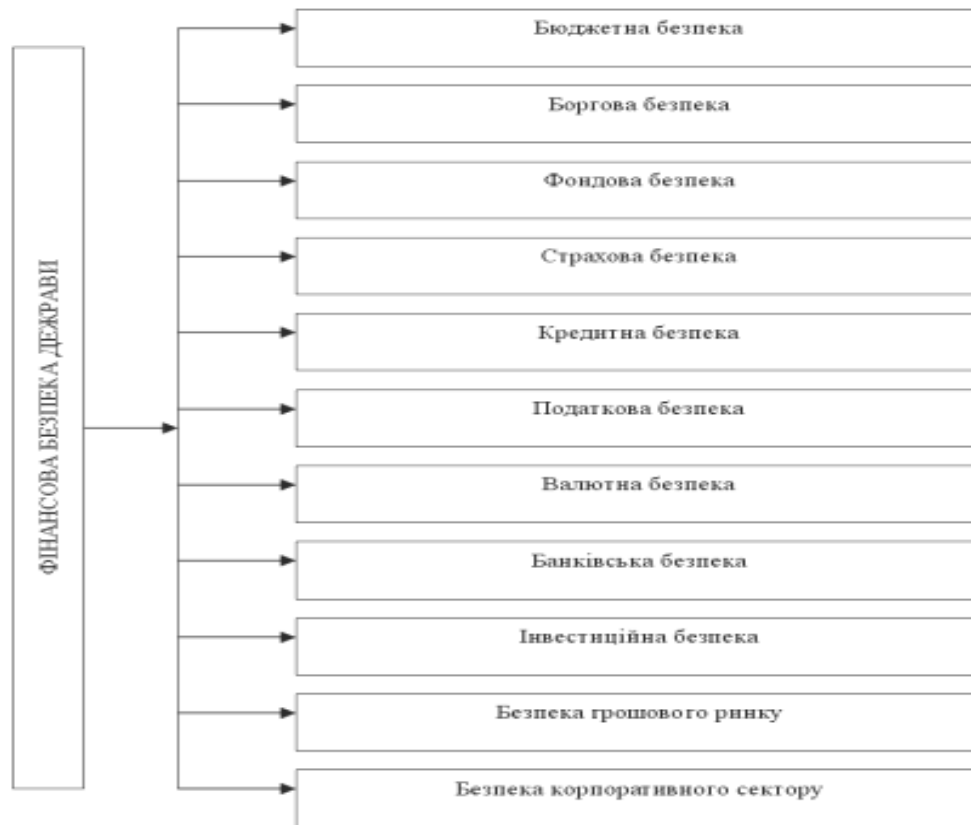 ФІНАНСОВА БЕЗПЕКА ДЕЖРАВИ
Бюджетна безпека
Боргова безпека
Фондова безпека
Страхова безпека
Кредитна безпека
Податкова безпека
Валютна безпека
Банківська безпека
Інвестиційна безпека
Безпека грошового ринку
Безпека корпоративного сектору